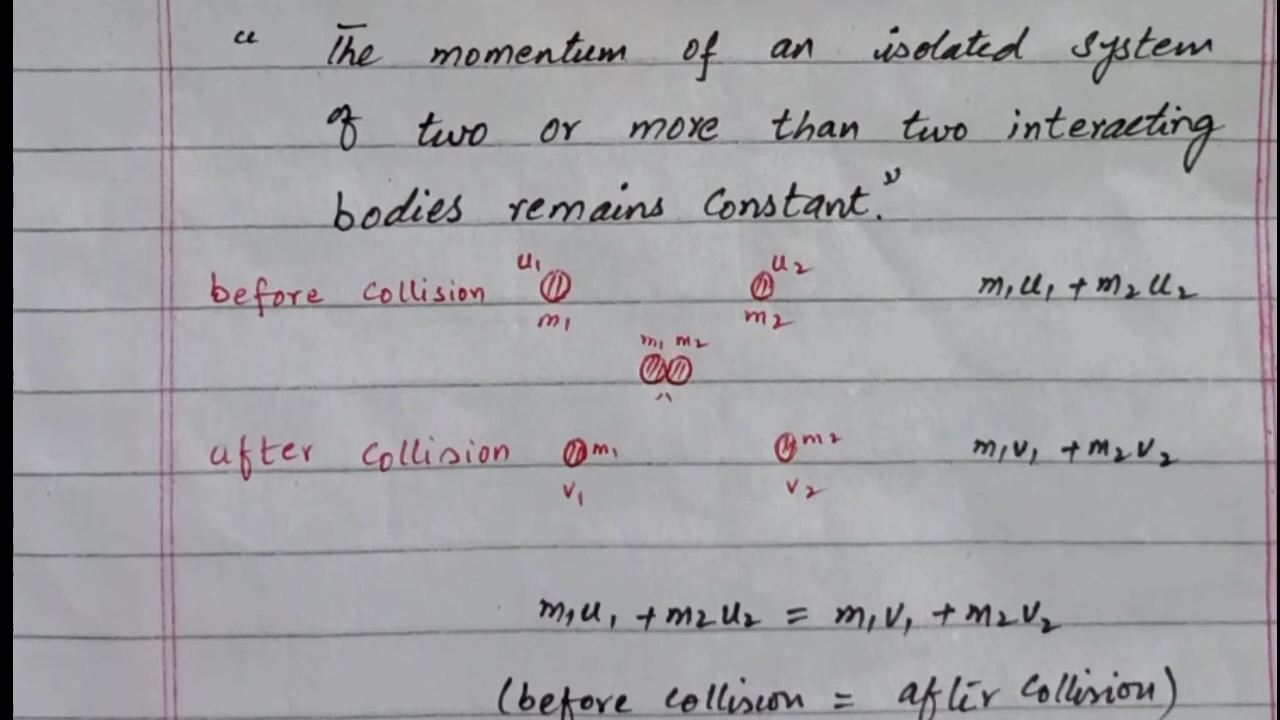 “ The momentum of an isolated system
of two or more than two interacting
bodies remains constant.”
before collision u₁ m₁ u₂ m₂ m₁u₁ + m₂u₂
m₁ m₂
after collision m₁ v₁ m₂ v₂ m₁v₁ + m₂v₂
m₁u₁ + m₂u₂ = m₁v₁ + m₂v₂
(before collision = after collision)